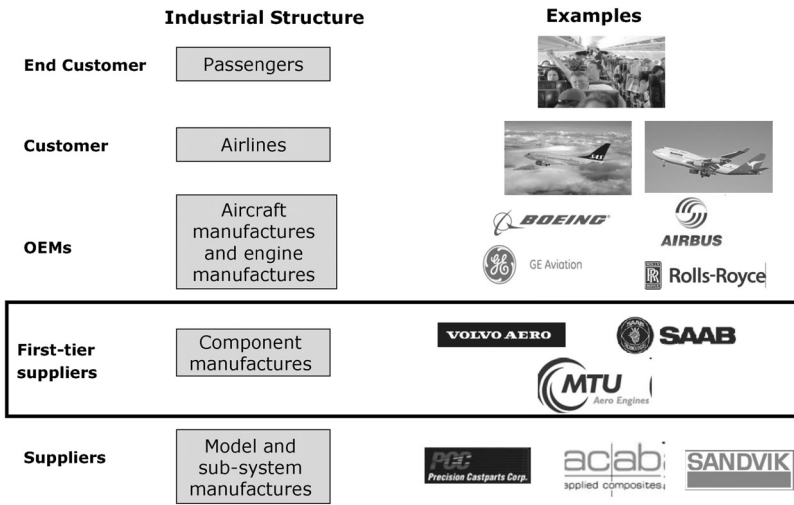 Industrial Structure
Examples
End Customer
Passengers
Customer
Airlines
OEMs
Aircraft
manufactures
and engine
manufactures
BOEING®
AIRBUS
GE Aviation
Rolls-Royce
First-tier
suppliers
Component
manufactures
VOLVO AERO
SAAB
MTU
Aero Engines
Suppliers
Model and
sub-system
manufactures
PCC
Precision Castparts Corp.
acab
applied composites
SANDVIK